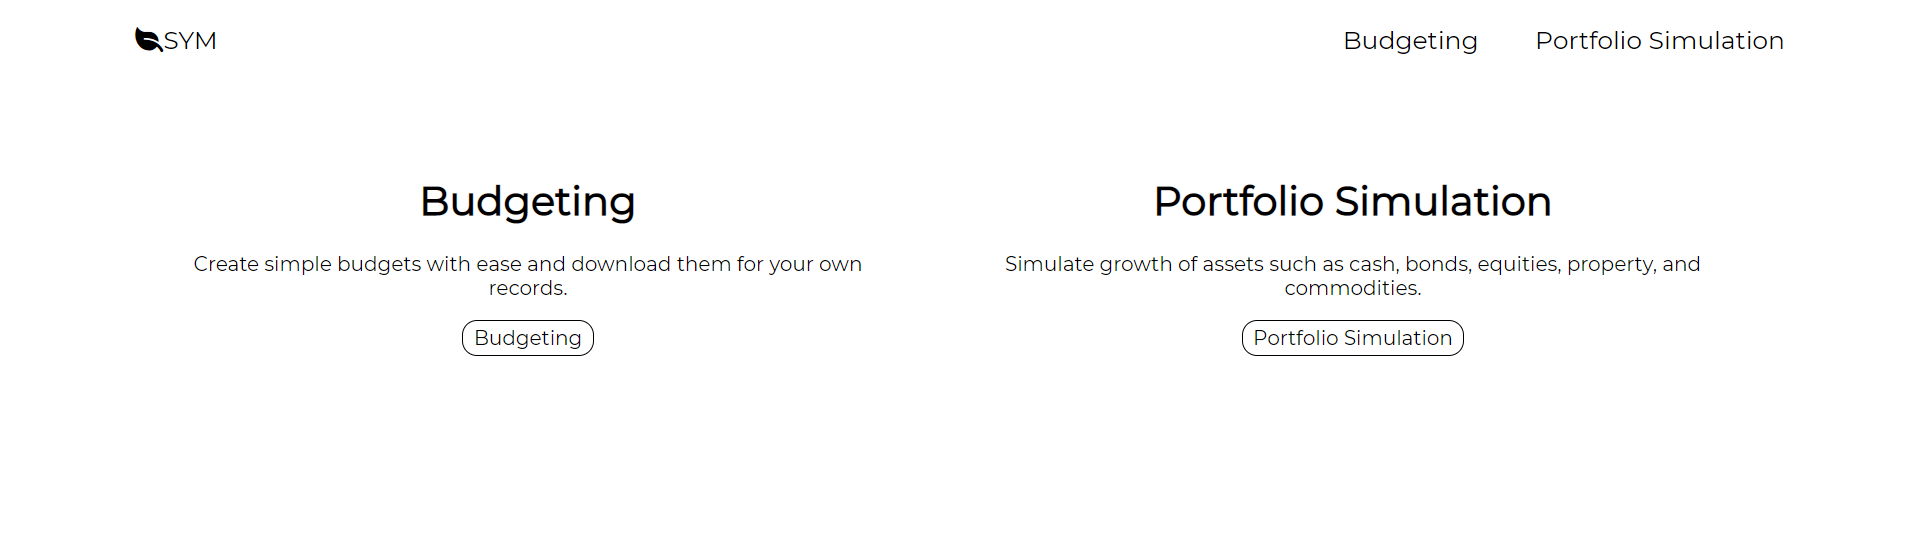 SYM
Budgeting
Portfolio Simulation
Budgeting
Create simple budgets with ease and download them for your own
records.
Budgeting
Portfolio Simulation
Simulate growth of assets such as cash, bonds, equities, property, and
commodities.
Portfolio Simulation